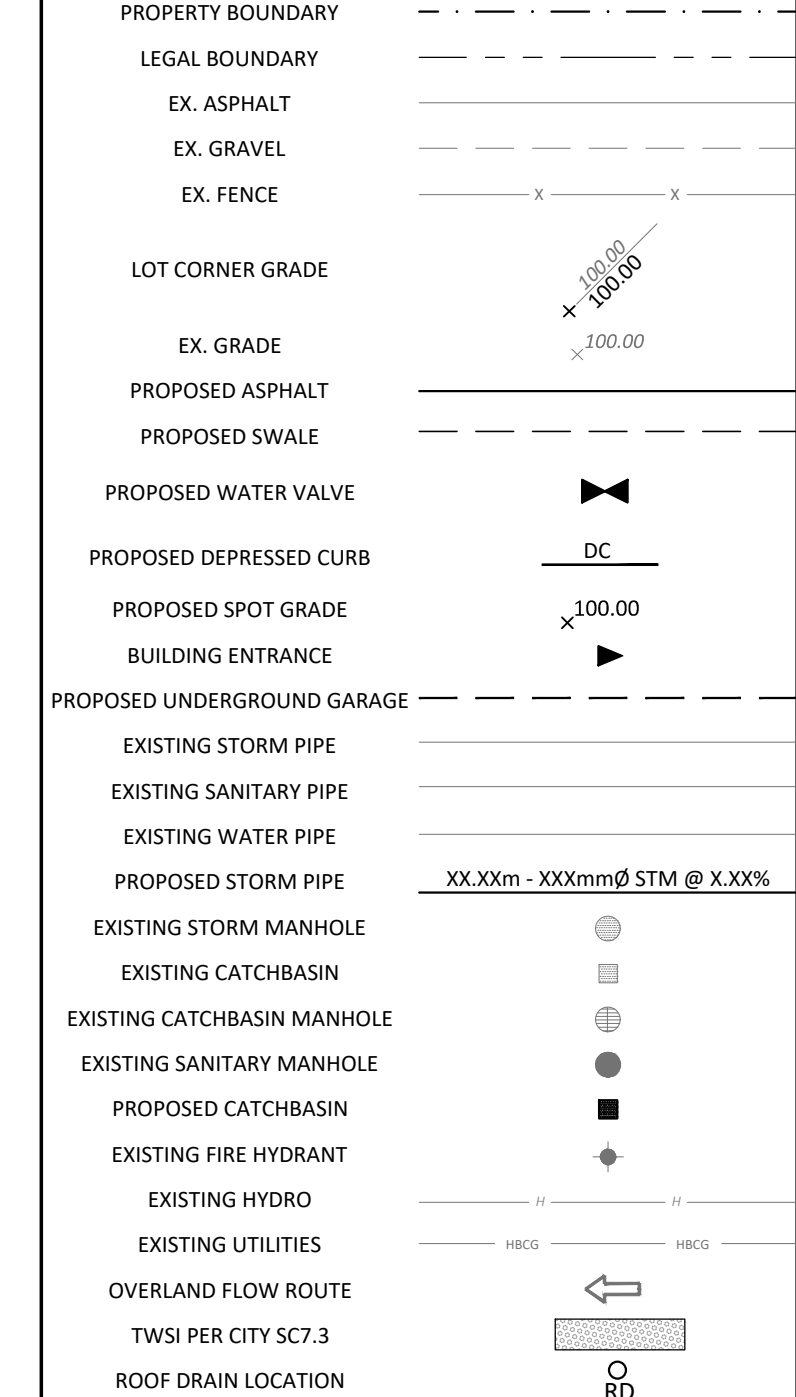 PROPERTY BOUNDARY
LEGAL BOUNDARY
EX. ASPHALT
EX. GRAVEL
EX. FENCE X X
LOT CORNER GRADE 100.00
100.00
EX. GRADE 100.00
PROPOSED ASPHALT
PROPOSED SWALE
PROPOSED WATER VALVE
PROPOSED DEPRESSED CURB DC
PROPOSED SPOT GRADE 100.00
BUILDING ENTRANCE
PROPOSED UNDERGROUND GARAGE
EXISTING STORM PIPE
EXISTING SANITARY PIPE
EXISTING WATER PIPE
PROPOSED STORM PIPE XX.XXm - XXXmmØ STM @ X.XX%
EXISTING STORM MANHOLE
EXISTING CATCHBASIN
EXISTING CATCHBASIN MANHOLE
EXISTING SANITARY MANHOLE
PROPOSED CATCHBASIN
EXISTING FIRE HYDRANT
EXISTING HYDRO H H
EXISTING UTILITIES HBCG HBCG
OVERLAND FLOW ROUTE
TWSI PER CITY SC7.3
ROOF DRAIN LOCATION RD